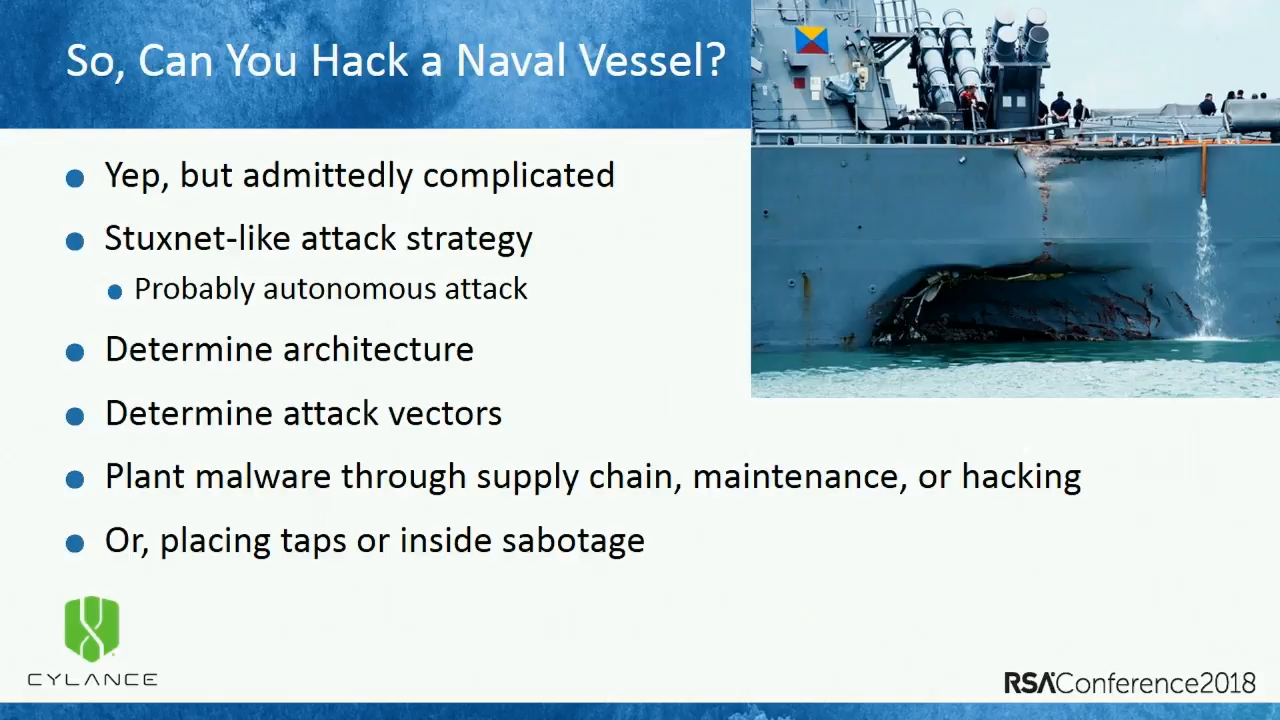 So, Can You Hack a Naval Vessel?
Yep, but admittedly complicated
Stuxnet-like attack strategy
Probably autonomous attack
Determine architecture
Determine attack vectors
Plant malware through supply chain, maintenance, or hacking
Or, placing taps or inside sabotage
CYLANCE
RSAConference2018